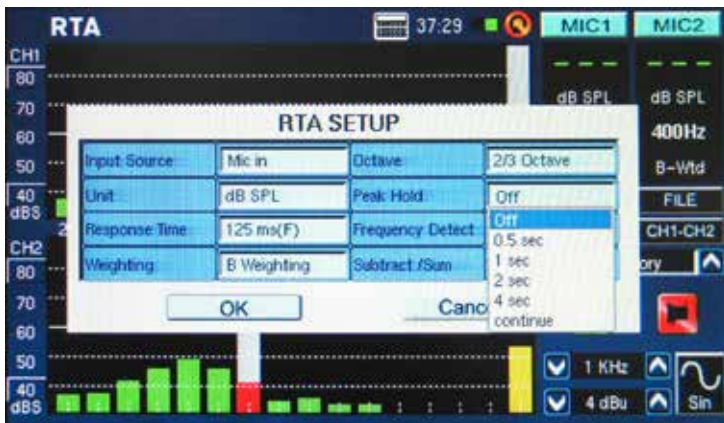 RTA 37:29 MIC1 MIC2
CH1
80
70
60
50
40
dBS
dB SPL dB SPL
400Hz
B-Wtd
FILE
CH1-CH2
RTA SETUP
Input Source Mic in Octave 2/3 Octave
Unit dB SPL Peak Hold Off
Response Time 125 ms(F) Frequency Detect
Weighting B Weighting Subtract /Sum
Off
0.5 sec
1 sec
2 sec
4 sec
continue
OK Canc
ory
CH2
80
70
60
50
40
dBS
1 KHz
4 dBu Sin